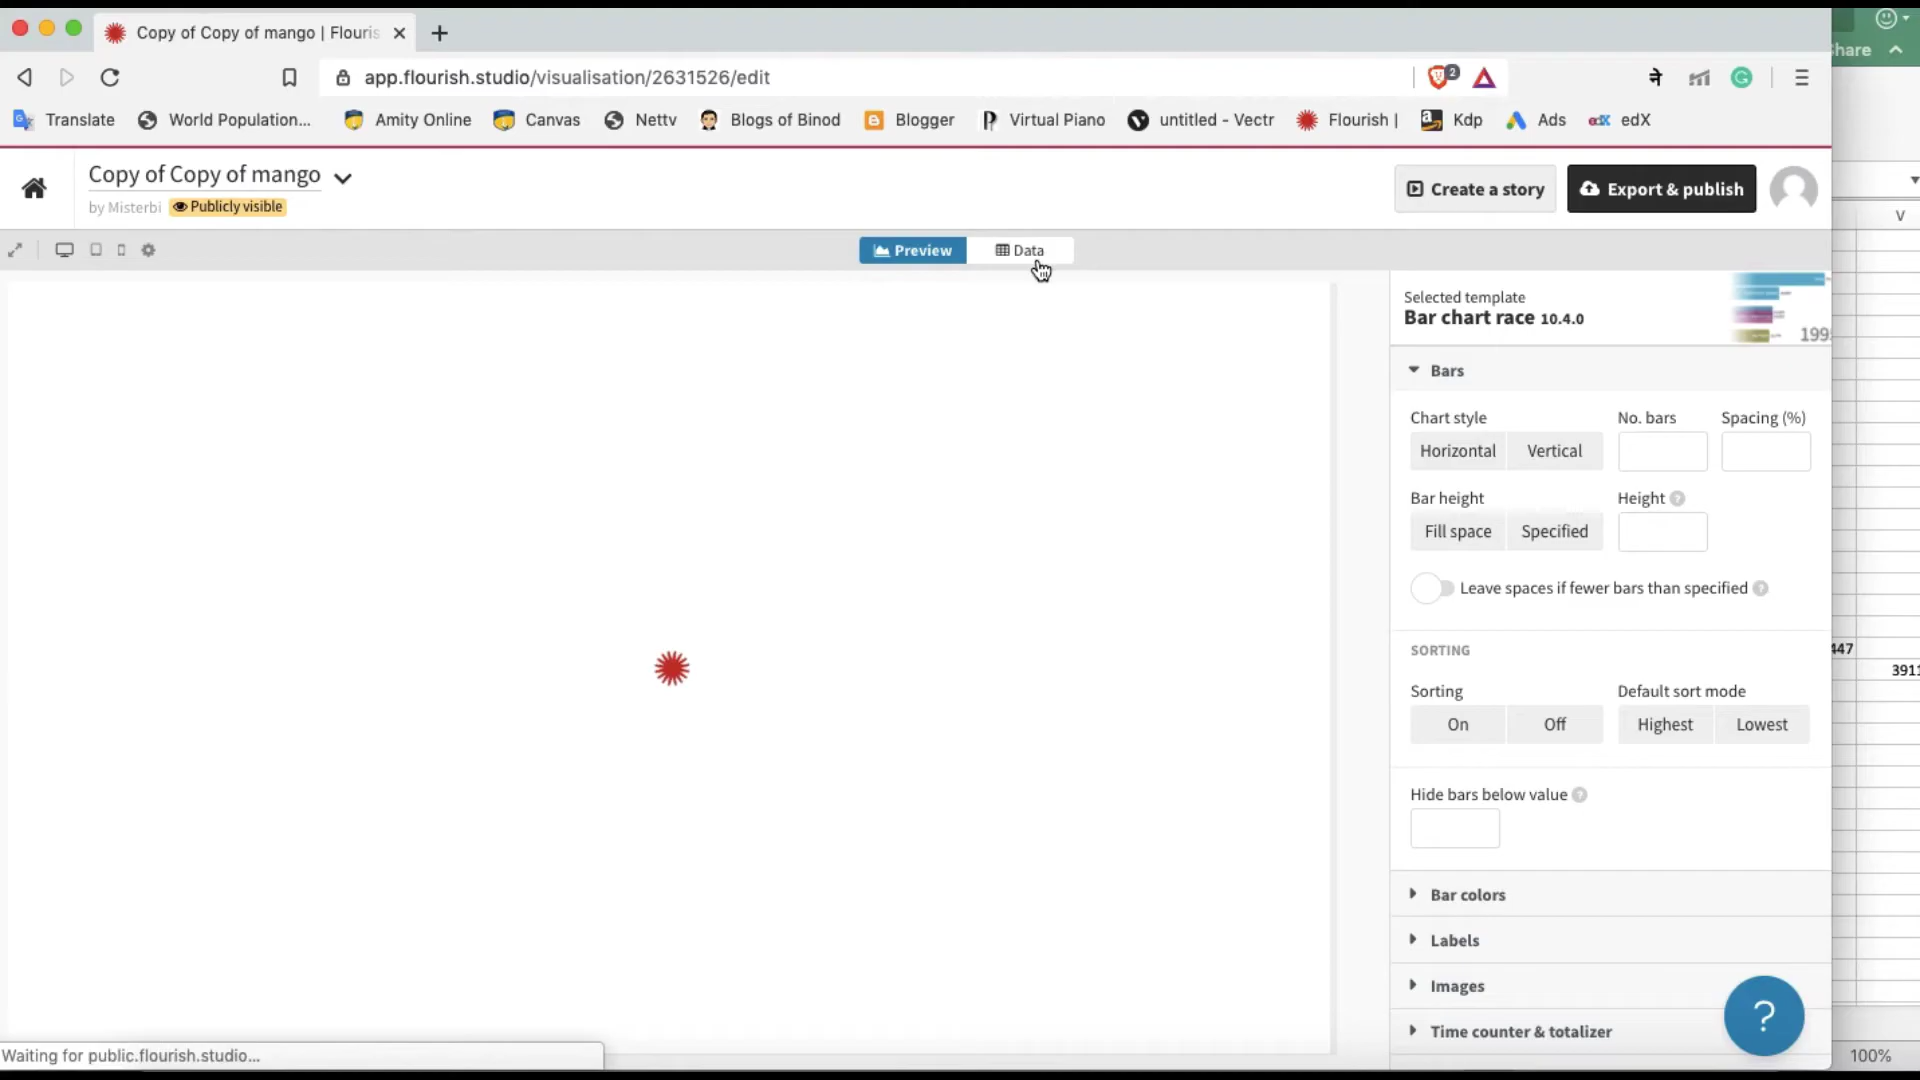 Copy of Copy of mango | Flouris
hare
app.flourish.studio/visualisation/2631526/edit
2
ने
Translate World Population... Amity Online Canvas Nettv Blogs of Binod Blogger Virtual Piano untitled - Vectr Flourish | Kdp Ads edX edX
Copy of Copy of mango
by Misterbi Publicly visible
Create a story
Export & publish
V
Preview Data
Selected template
Bar chart race 10.4.0
199
Bars
Chart style No. bars Spacing (%)
Horizontal Vertical
Bar height Height ?
Fill space Specified
Leave spaces if fewer bars than specified ?
SORTING
447
3911
Sorting Default sort mode
On Off Highest Lowest
Hide bars below value ?
Bar colors
Labels
Images
Time counter & totalizer
?
Waiting for public.flourish.studio...
100%